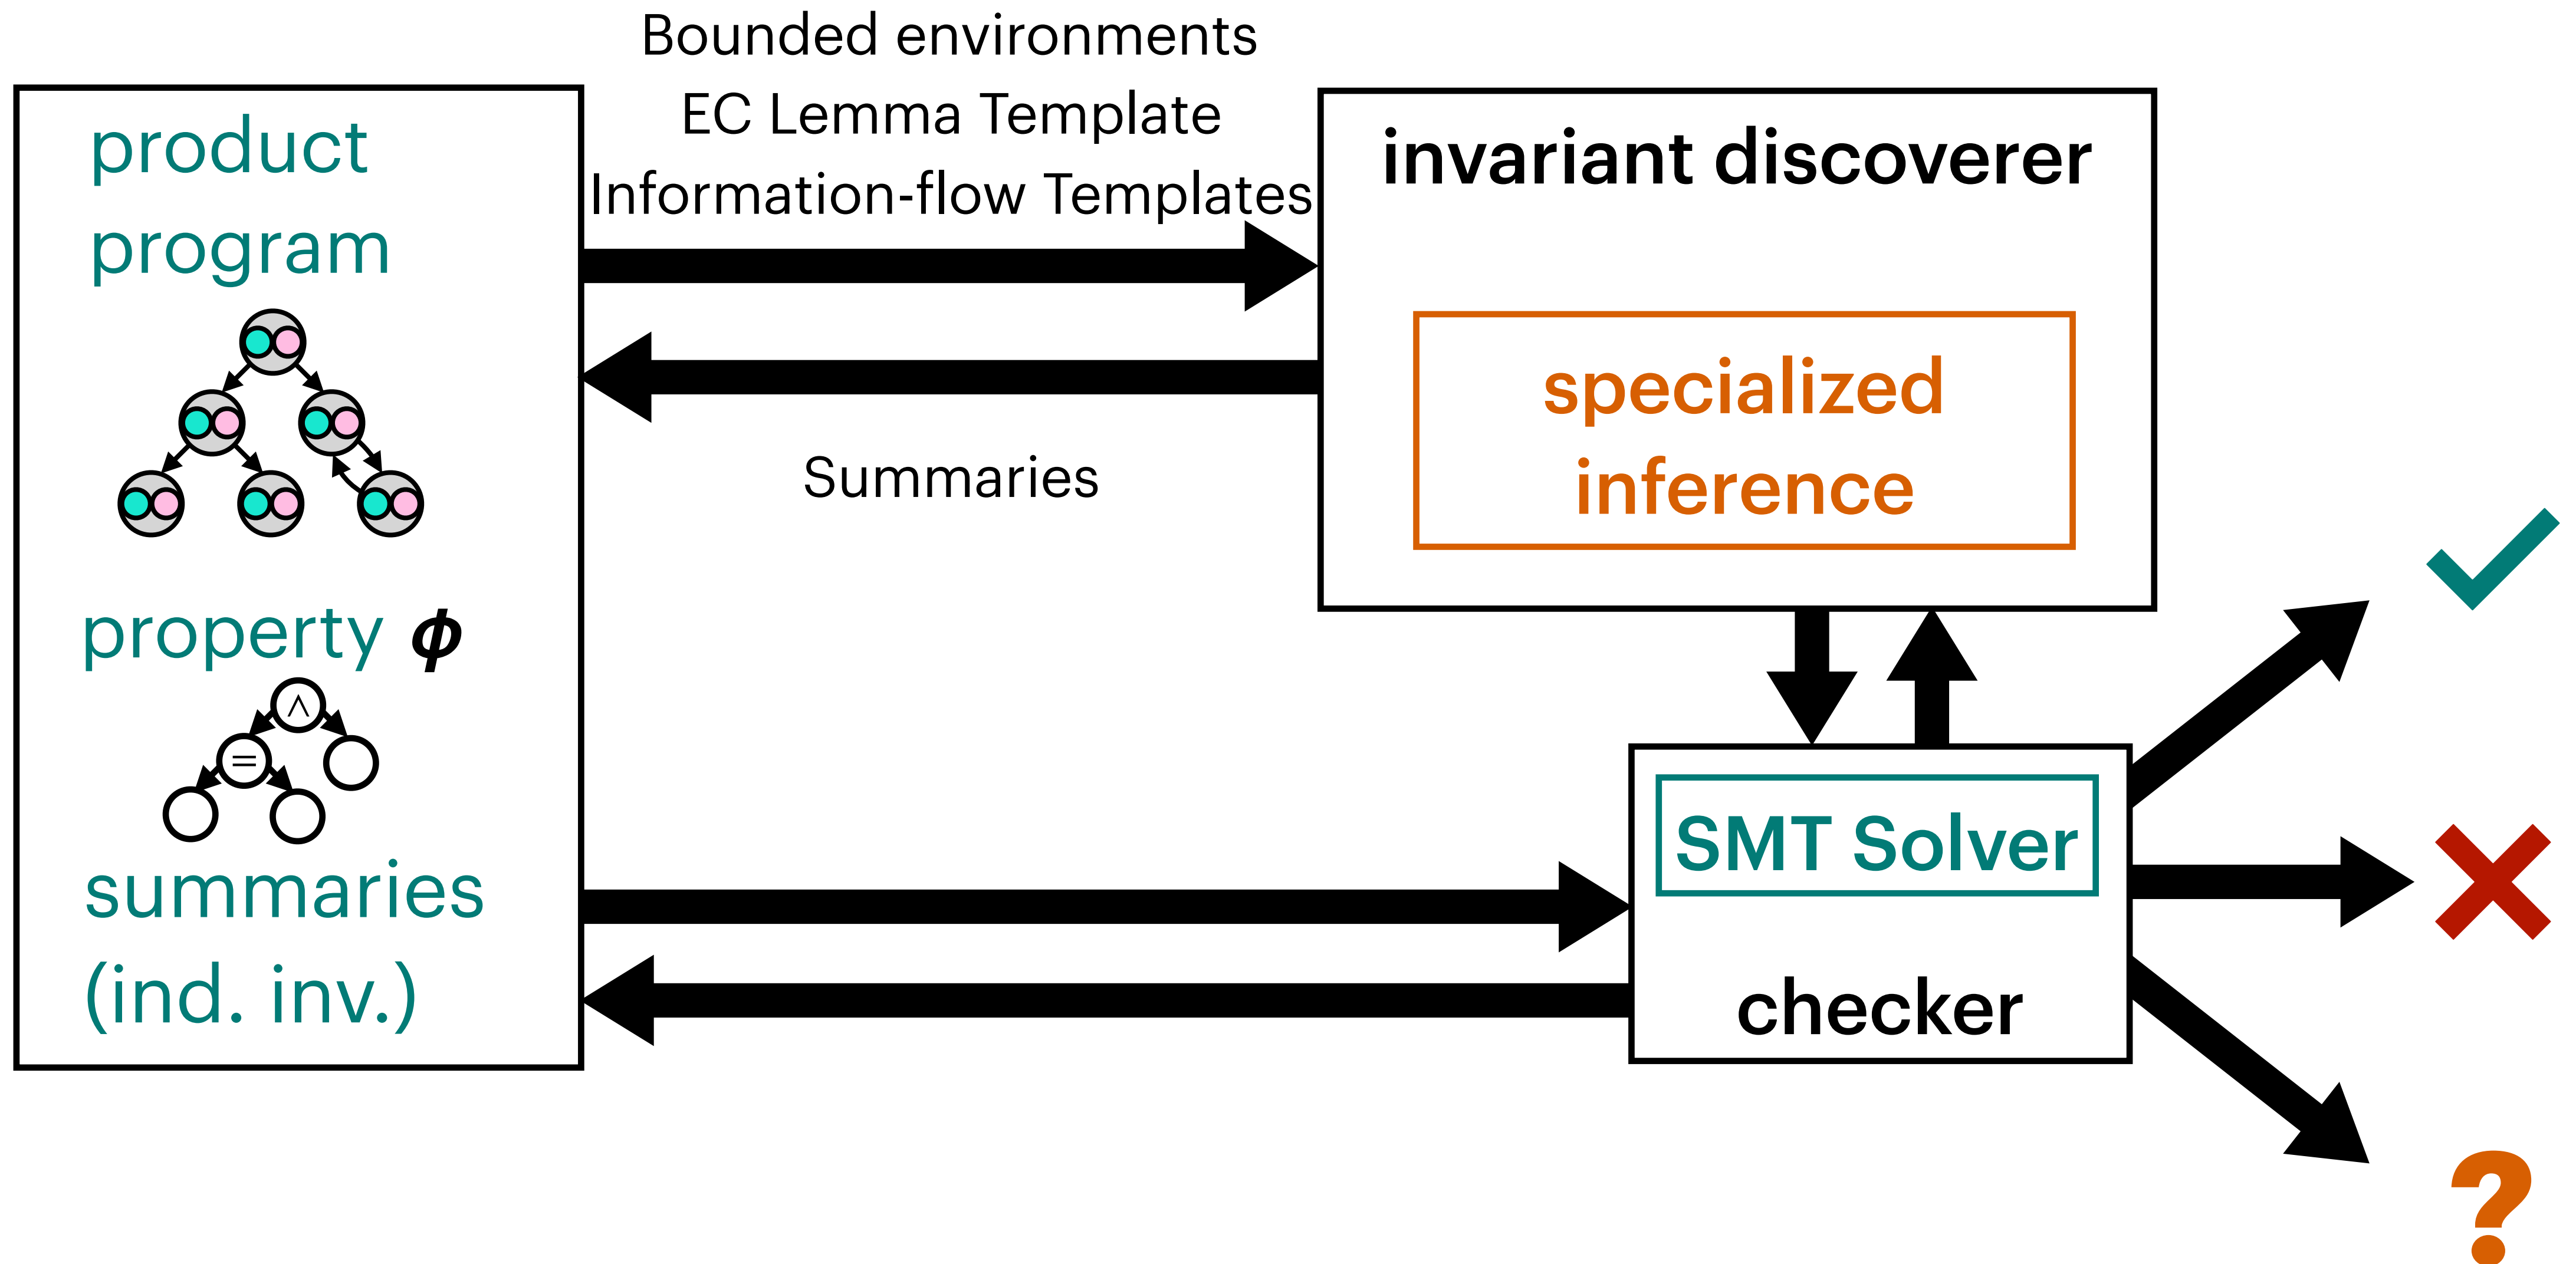 Bounded environments
EC Lemma Template
Information-flow Templates
product
program
property ϕ
∧
=
summaries
(ind. inv.)
Summaries
invariant discoverer
specialized
inference
SMT Solver
checker
?